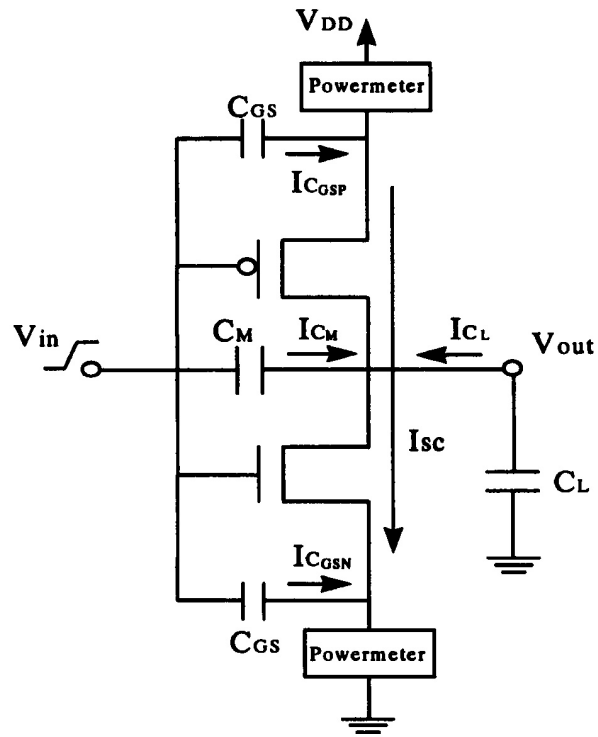 VDD
Powermeter
CGS
ICGSP
Vin
CM
ICM
ICL
Vout
Isc
CL
ICGSN
CGS
Powermeter